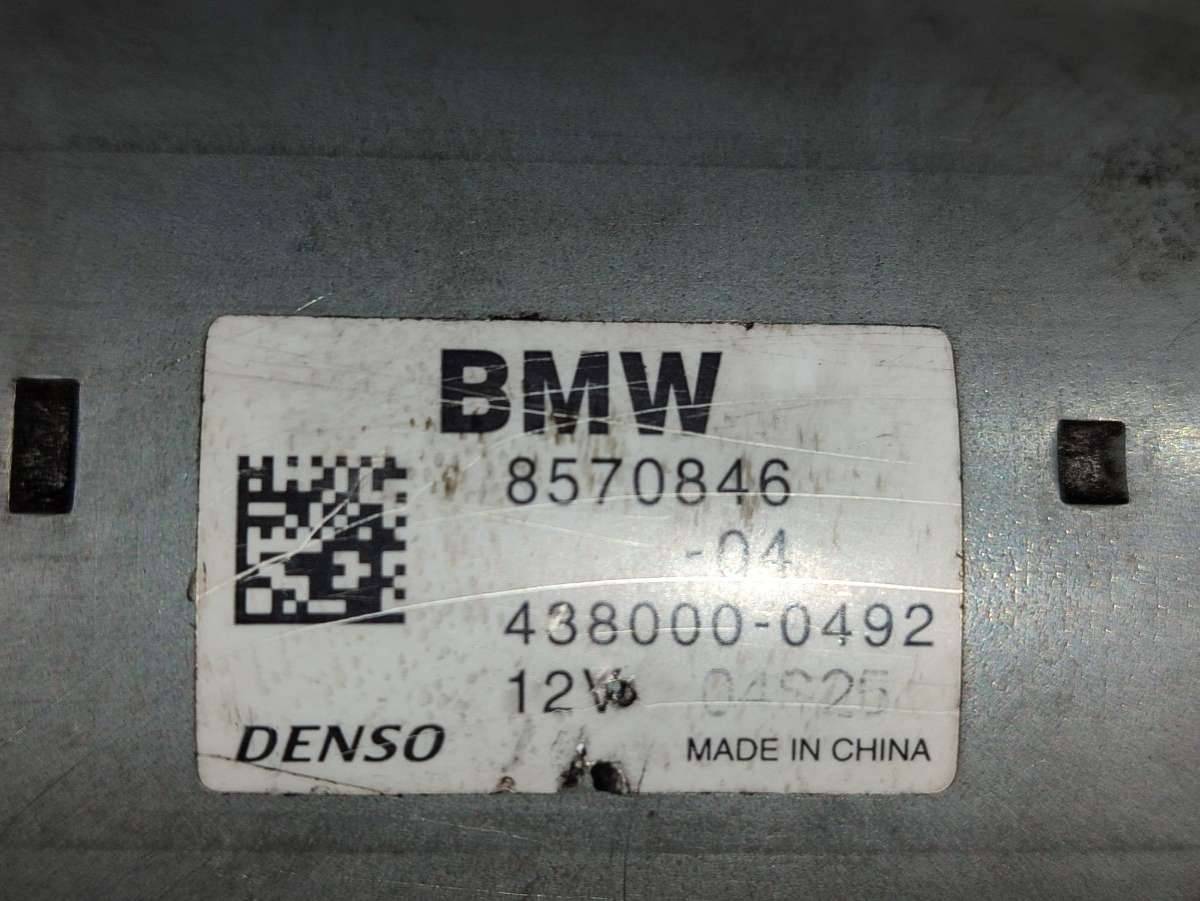 BMW
8570846
-04
438000-0492
12V
DENSO MADE IN CHINA